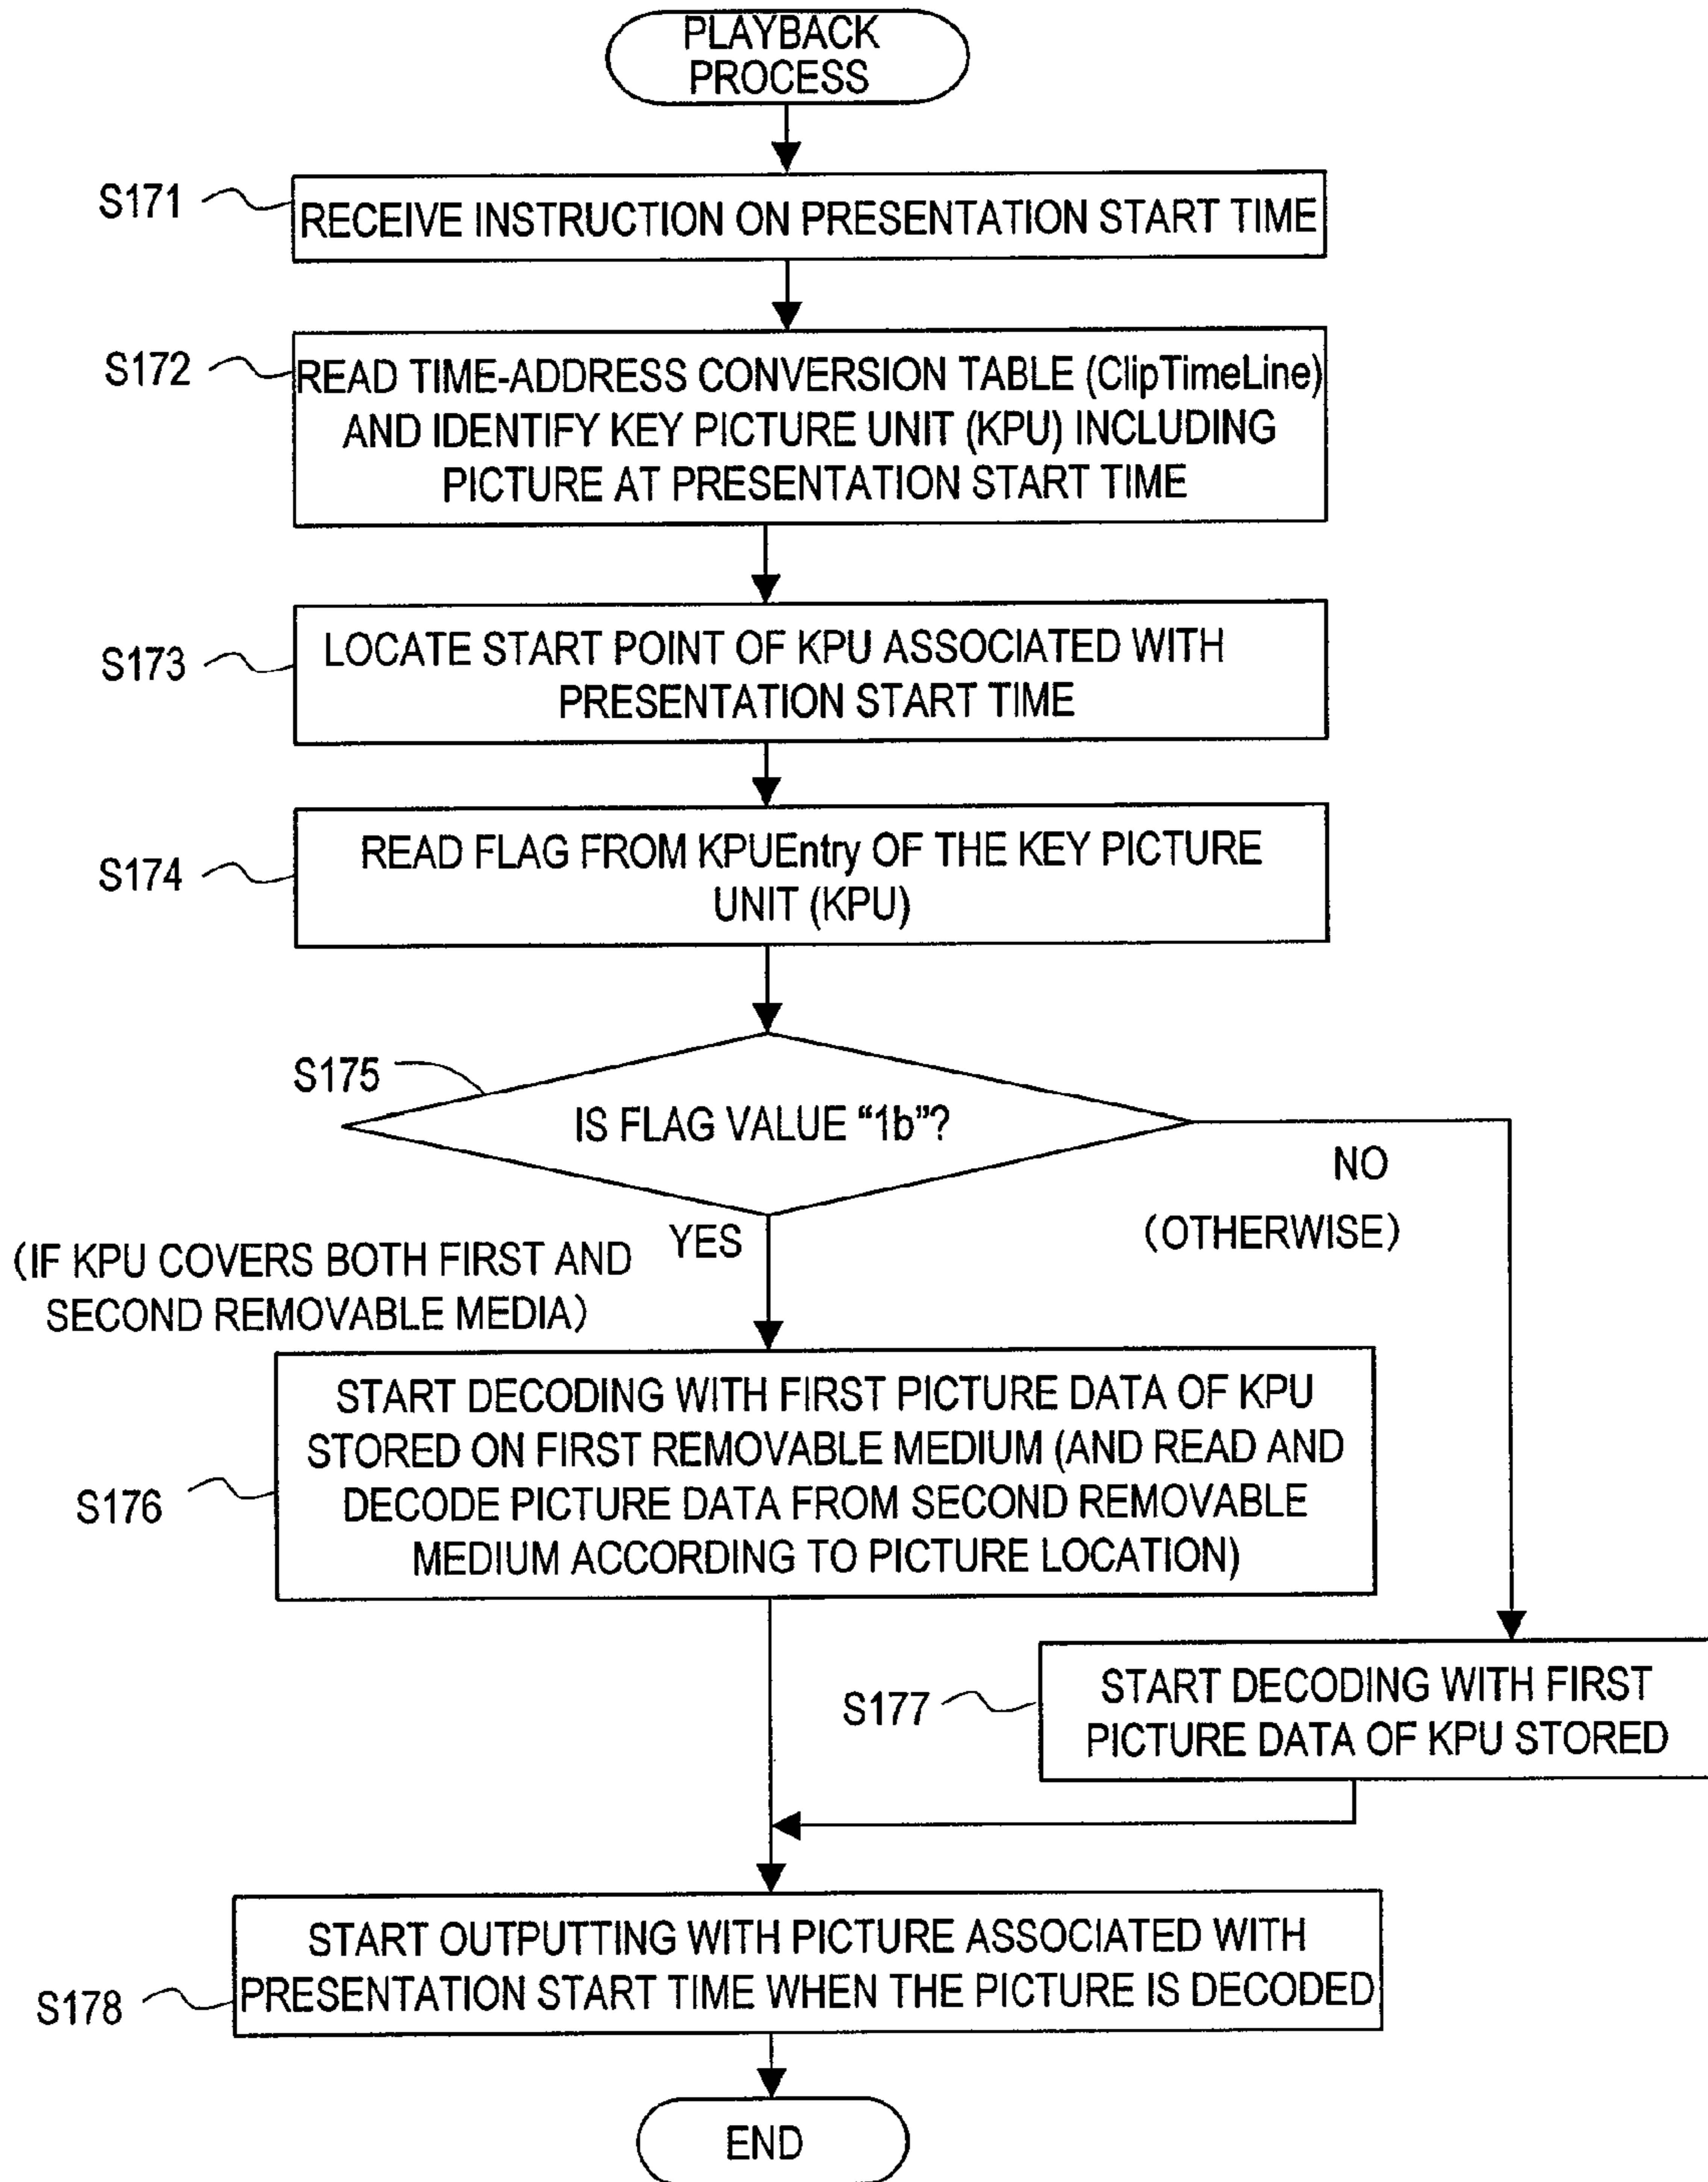 PLAYBACK
PROCESS
S171
RECEIVE INSTRUCTION ON PRESENTATION START TIME
S172
READ TIME-ADDRESS CONVERSION TABLE (ClipTimeLine)
AND IDENTIFY KEY PICTURE UNIT (KPU) INCLUDING
PICTURE AT PRESENTATION START TIME
S173
LOCATE START POINT OF KPU ASSOCIATED WITH
PRESENTATION START TIME
S174
READ FLAG FROM KPUEntry OF THE KEY PICTURE
UNIT (KPU)
S175
IS FLAG VALUE “1b”?
NO
(OTHERWISE)
YES
(IF KPU COVERS BOTH FIRST AND
SECOND REMOVABLE MEDIA)
S176
START DECODING WITH FIRST PICTURE DATA OF KPU
STORED ON FIRST REMOVABLE MEDIUM (AND READ AND
DECODE PICTURE DATA FROM SECOND REMOVABLE
MEDIUM ACCORDING TO PICTURE LOCATION)
S177
START DECODING WITH FIRST
PICTURE DATA OF KPU STORED
S178
START OUTPUTTING WITH PICTURE ASSOCIATED WITH
PRESENTATION START TIME WHEN THE PICTURE IS DECODED
END